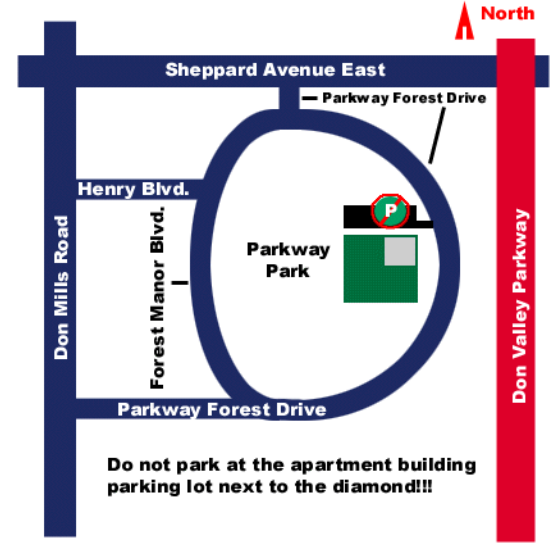 North
Sheppard Avenue East
Parkway Forest Drive
Henry Blvd.
P
Parkway
Park
Forest Manor Blvd.
Don Mills Road
Don Valley Parkway
Parkway Forest Drive
Do not park at the apartment building
parking lot next to the diamond!!!